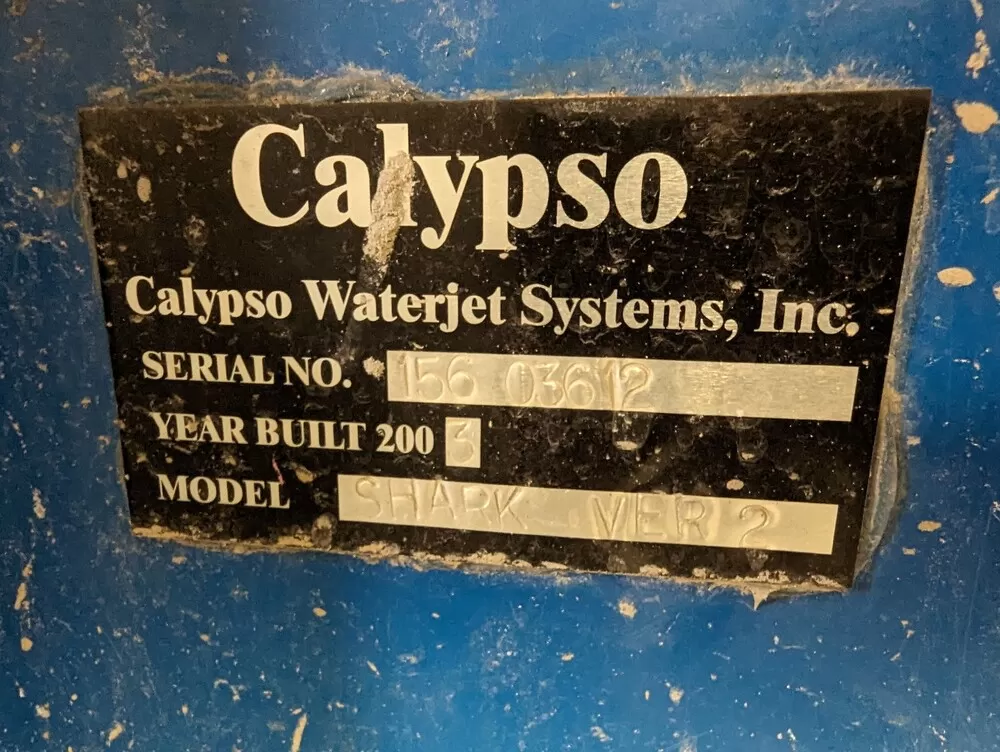 Calypso
Calypso Waterjet Systems, Inc.
SERIAL NO. 156 03612
YEAR BUILT 2003
MODEL SHARK VER 2